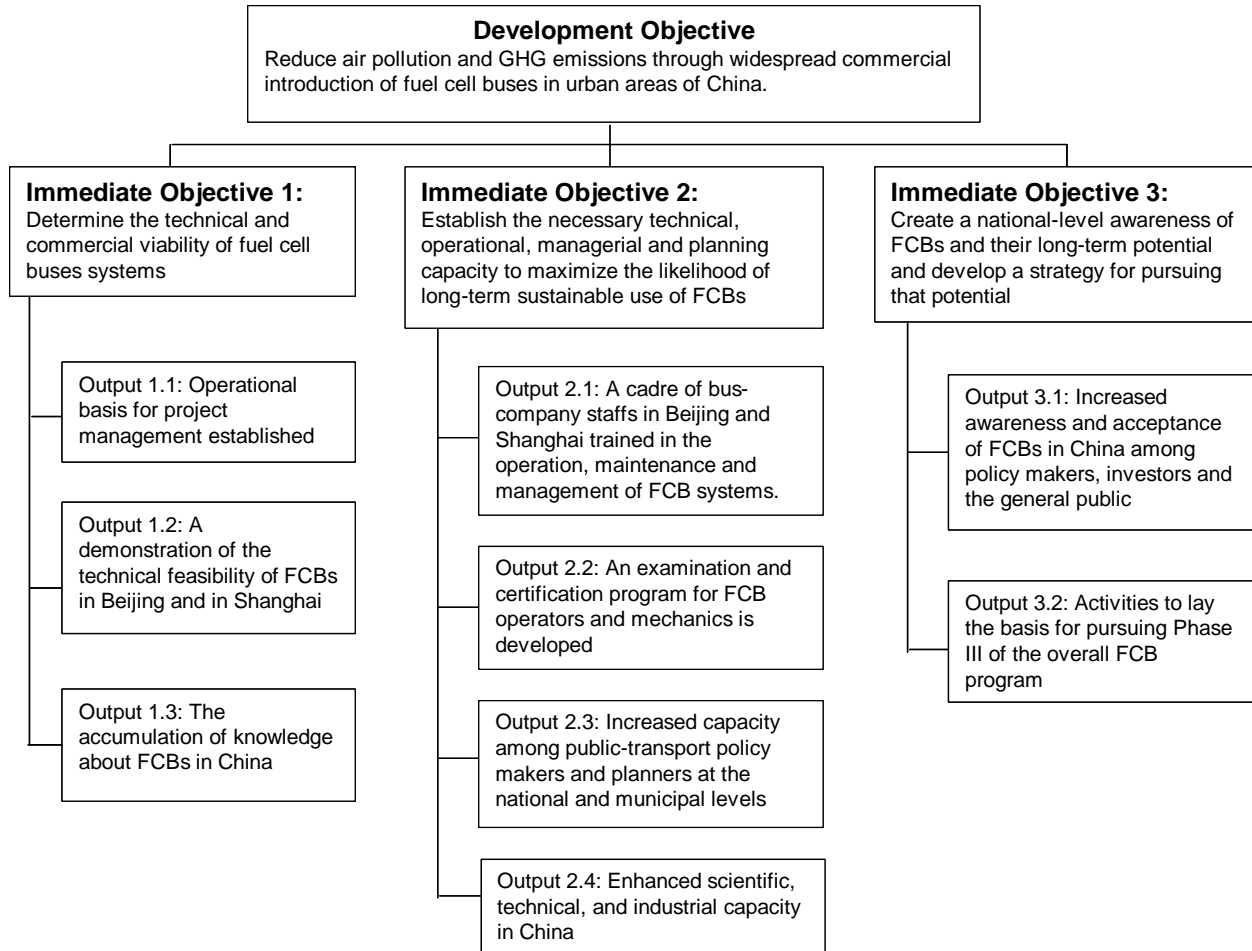 Development Objective
Reduce air pollution and GHG emissions through widespread commercial
introduction of fuel cell buses in urban areas of China.
Immediate Objective 1:
Determine the technical and
commercial viability of fuel cell
buses systems
Output 1.1: Operational
basis for project
management established
Output 1.2: A
demonstration of the
technical feasibility of FCBs
in Beijing and in Shanghai
Output 1.3: The
accumulation of knowledge
about FCBs in China
Immediate Objective 2:
Establish the necessary technical,
operational, managerial and planning
capacity to maximize the likelihood of
long-term sustainable use of FCBs
Output 2.1: A cadre of bus-
company staffs in Beijing and
Shanghai trained in the
operation, maintenance and
management of FCB systems.
Output 2.2: An examination and
certification program for FCB
operators and mechanics is
developed
Output 2.3: Increased capacity
among public-transport policy
makers and planners at the
national and municipal levels
Output 2.4: Enhanced scientific,
technical, and industrial capacity
in China
Immediate Objective 3:
Create a national-level awareness of
FCBs and their long-term potential
and develop a strategy for pursuing
that potential
Output 3.1: Increased
awareness and acceptance
of FCBs in China among
policy makers, investors and
the general public
Output 3.2: Activities to lay
the basis for pursuing Phase
III of the overall FCB
program